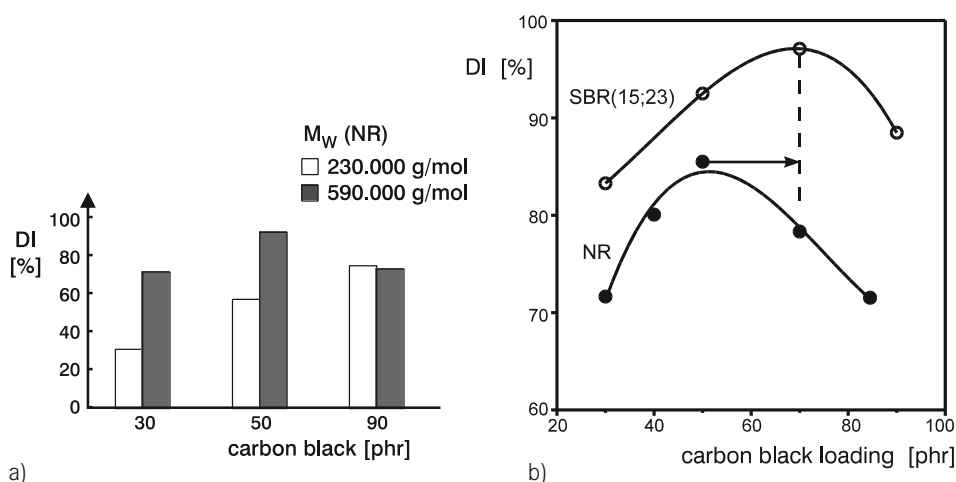 M_W (NR)
230.000 g/mol
590.000 g/mol
DI
[%]
100
80
60
40
20
0
30 50 90
carbon black [phr]
a)
DI [%]
100
90
80
70
60
SBR(15;23)
NR
20 40 60 80 100
carbon black loading [phr]
b)